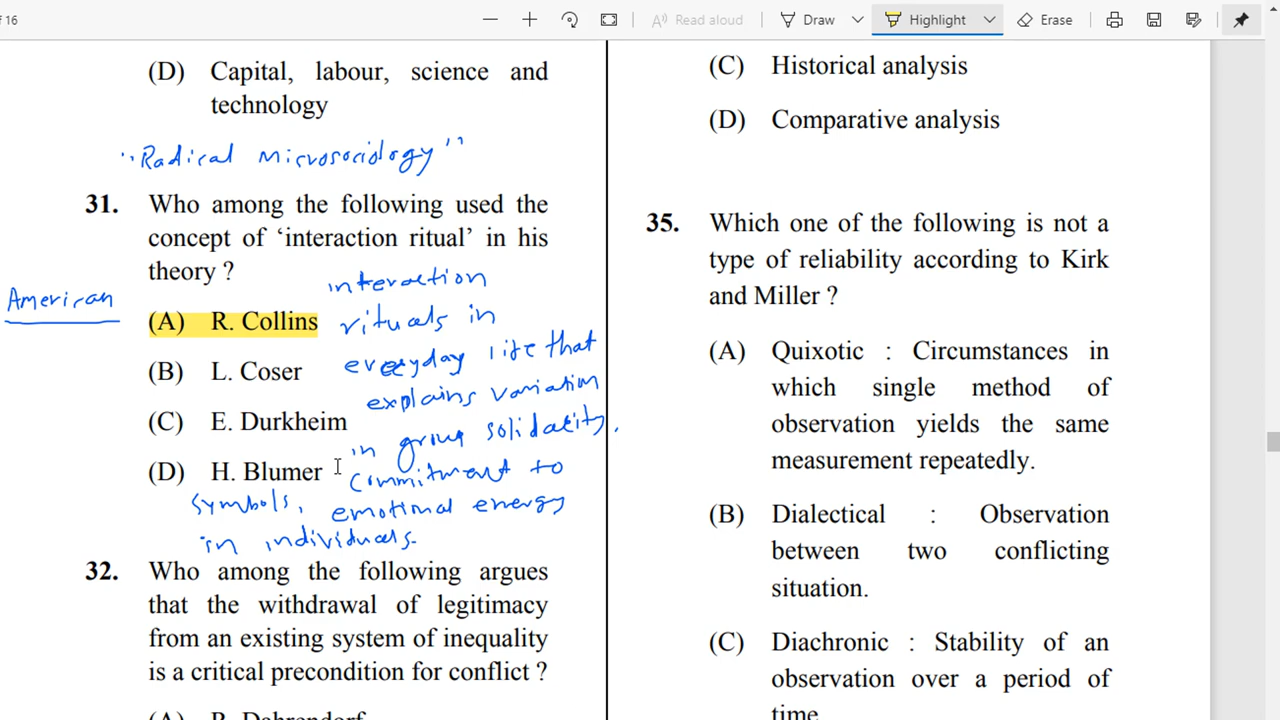 f 16
Read aloud
Draw
Highlight
Erase
(D) Capital, labour, science and
technology
"Radical Microsociology"
31. Who among the following used the
concept of ‘interaction ritual’ in his
theory ?
American
(A) R. Collins
(B) L. Coser
(C) E. Durkheim
(D) H. Blumer
interaction
rituals in
everyday life that
explains variation
in group solidarity,
commitment to
symbols, emotional energy
in individuals.
32. Who among the following argues
that the withdrawal of legitimacy
from an existing system of inequality
is a critical precondition for conflict ?
(A) R. Dahrendorf
(C) Historical analysis
(D) Comparative analysis
35. Which one of the following is not a
type of reliability according to Kirk
and Miller ?
(A) Quixotic : Circumstances in
which single method of
observation yields the same
measurement repeatedly.
(B) Dialectical : Observation
between two conflicting
situation.
(C) Diachronic : Stability of an
observation over a period of
time